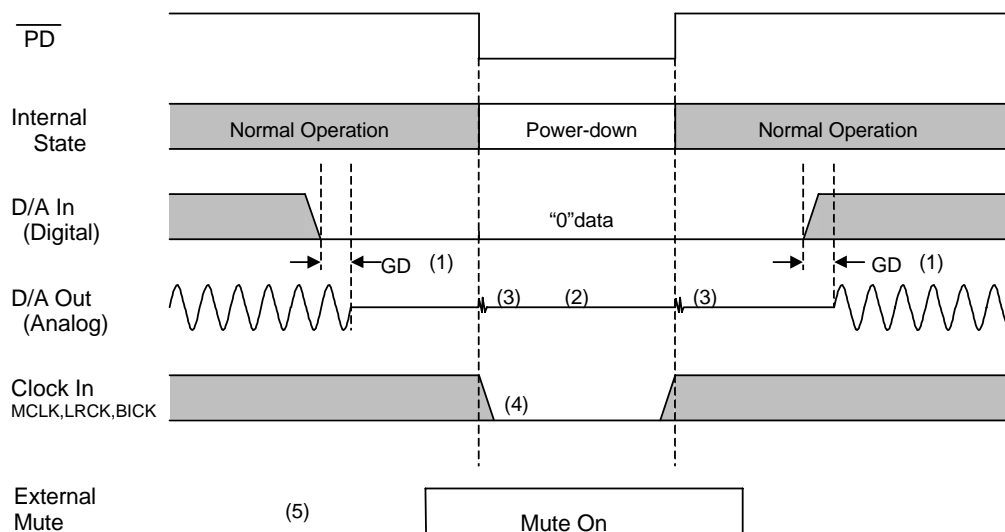 PD
Internal
State
Normal Operation
Power-down
Normal Operation
D/A In
(Digital)
“0”data
GD (1)
GD (1)
D/A Out
(Analog)
(3)
(2)
(3)
Clock In
MCLK,LRCK,BICK
(4)
External
Mute
(5)
Mute On